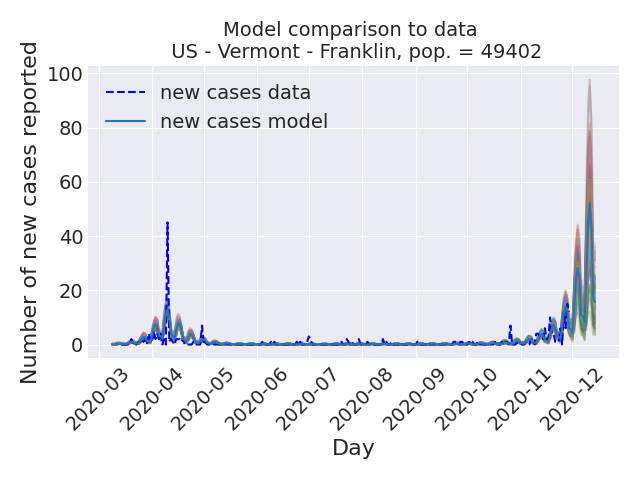 Model comparison to data
US - Vermont - Franklin, pop. = 49402
Number of new cases reported
100
80
60
40
20
0
new cases data
new cases model
2020-03
2020-04
2020-05
2020-06
2020-07
2020-08
2020-09
2020-10
2020-11
2020-12
Day